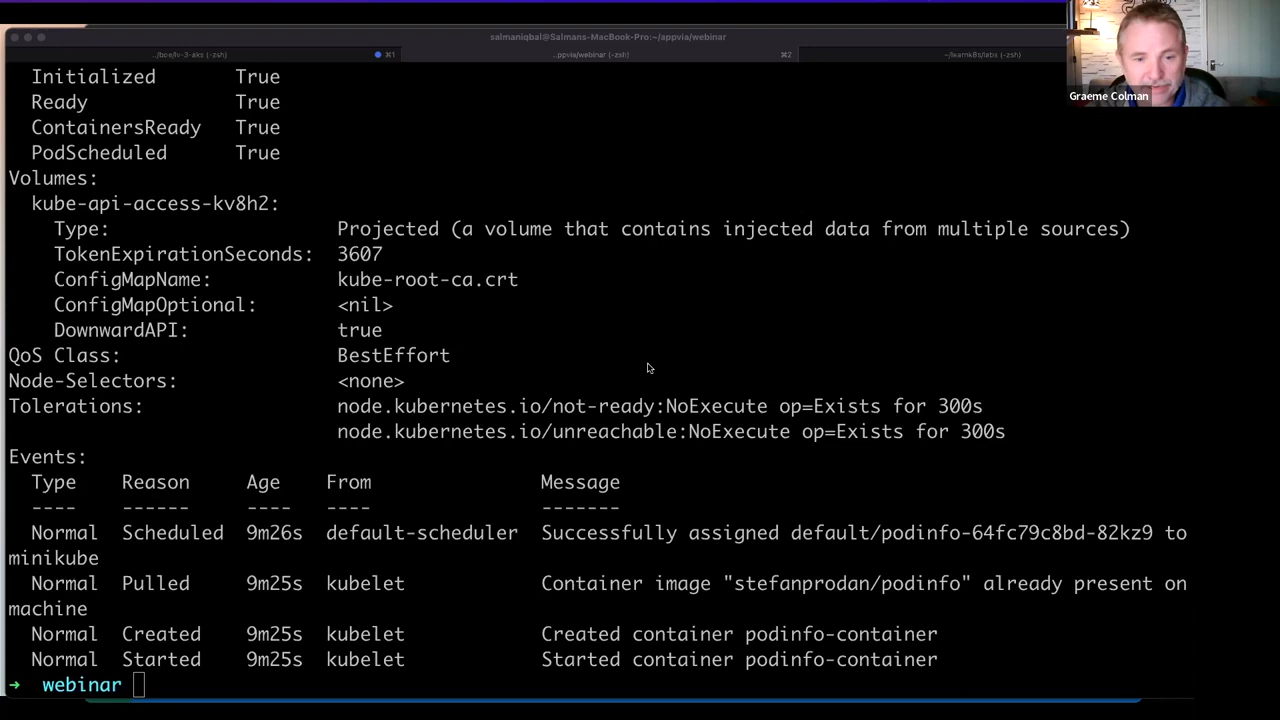 salmaniqbal@Salmans-MacBook-Pro:~/appvia/webinar
../boe/lv-3-aks (-zsh) ⌘1 ..ppvia/webinar (-zsh) ⌘2 ~/learnk8s/labs (-zsh)
Graeme Colman
Initialized True
Ready True
ContainersReady True
PodScheduled True
Volumes:
kube-api-access-kv8h2:
Type: Projected (a volume that contains injected data from multiple sources)
TokenExpirationSeconds: 3607
ConfigMapName: kube-root-ca.crt
ConfigMapOptional: <nil>
DownwardAPI: true
QoS Class: BestEffort
Node-Selectors: <none>
Tolerations: node.kubernetes.io/not-ready:NoExecute op=Exists for 300s
node.kubernetes.io/unreachable:NoExecute op=Exists for 300s
Events:
Type Reason Age From Message
---- ------ ---- ---- -------
Normal Scheduled 9m26s default-scheduler Successfully assigned default/podinfo-64fc79c8bd-82kz9 to
minikube
Normal Pulled 9m25s kubelet Container image "stefanprodan/podinfo" already present on
machine
Normal Created 9m25s kubelet Created container podinfo-container
Normal Started 9m25s kubelet Started container podinfo-container
→ webinar